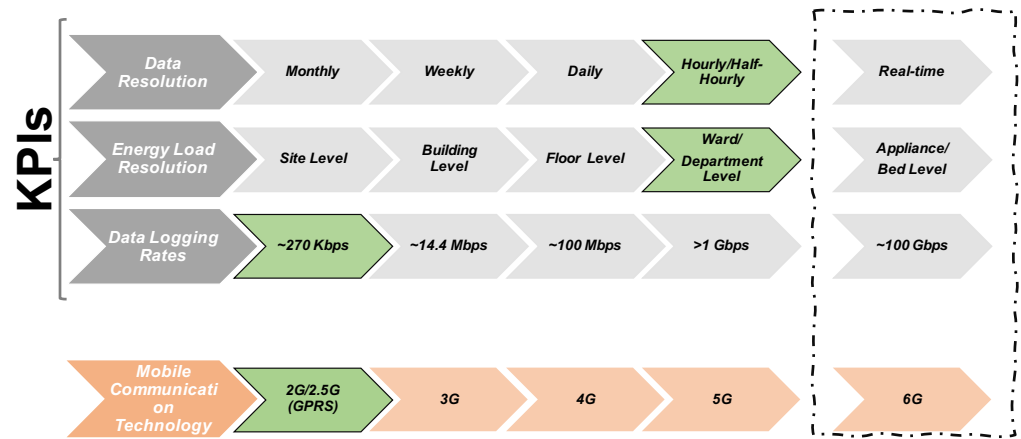 KPIs
Data
Resolution
Monthly
Weekly
Daily
Hourly/Half-
Hourly
Real-time
Energy Load
Resolution
Site Level
Building
Level
Floor Level
Ward/
Department
Level
Appliance/
Bed Level
Data Logging
Rates
~270 Kbps
~14.4 Mbps
~100 Mbps
>1 Gbps
~100 Gbps
Mobile
Communicati
on
Technology
2G/2.5G
(GPRS)
3G
4G
5G
6G